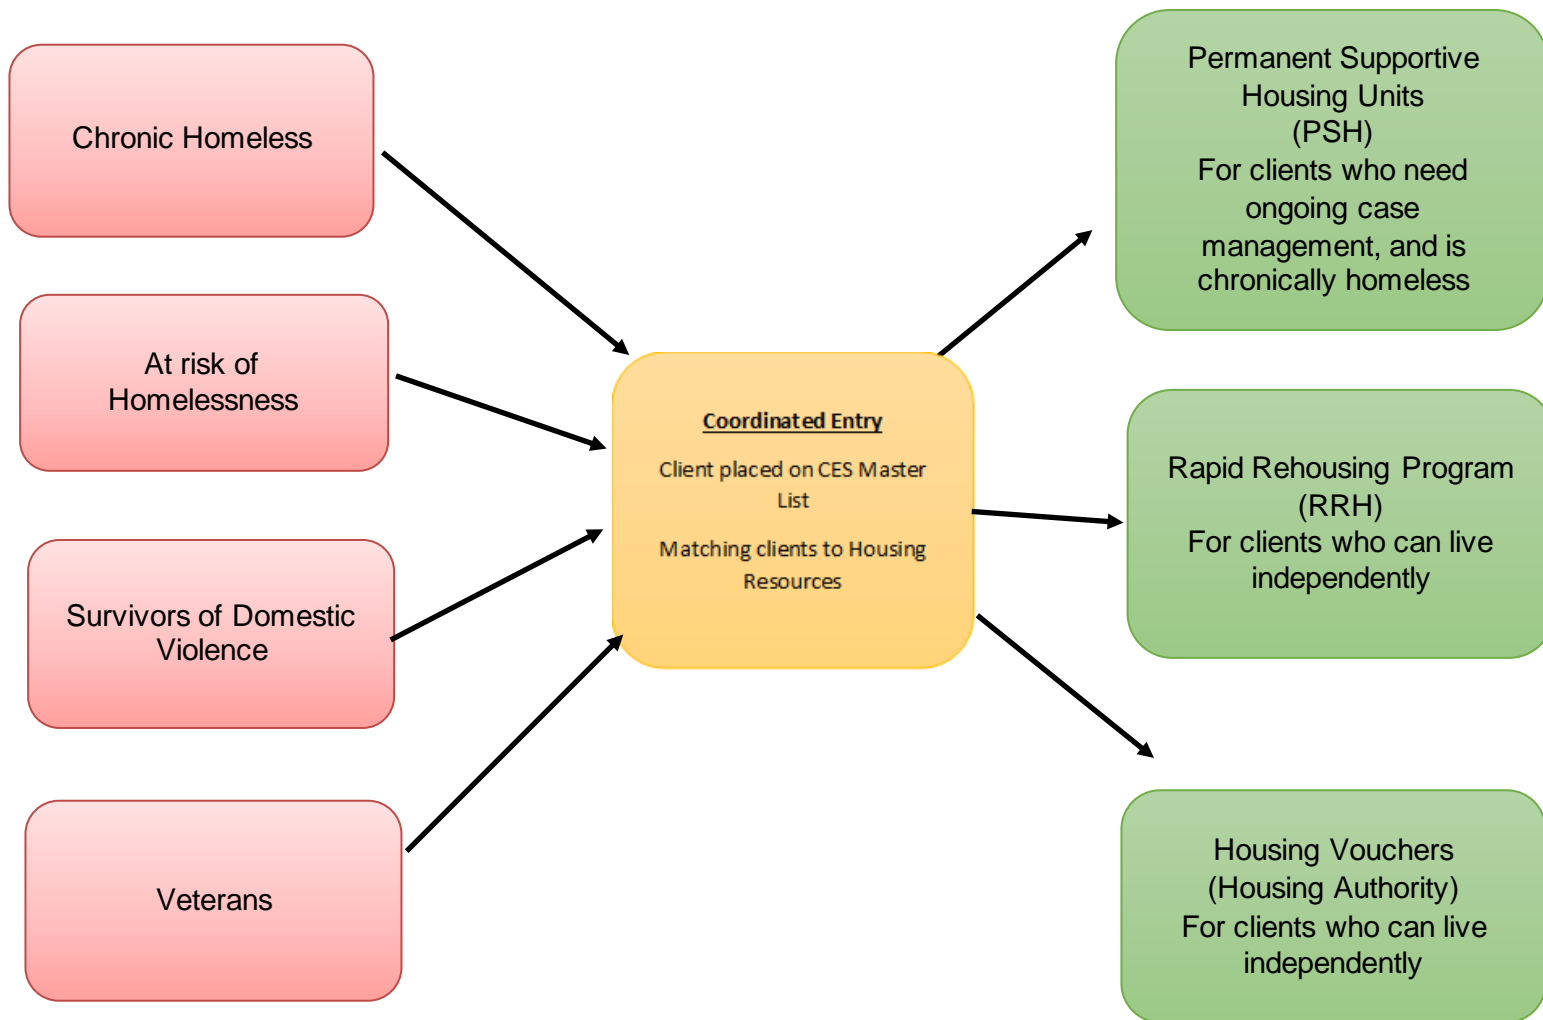 Chronic Homeless
At risk of
Homelessness
Survivors of Domestic
Violence
Veterans
Coordinated Entry
Client placed on CES Master
List
Matching clients to Housing
Resources
Permanent Supportive
Housing Units
(PSH)
For clients who need
ongoing case
management, and is
chronically homeless
Rapid Rehousing Program
(RRH)
For clients who can live
independently
Housing Vouchers
(Housing Authority)
For clients who can live
independently